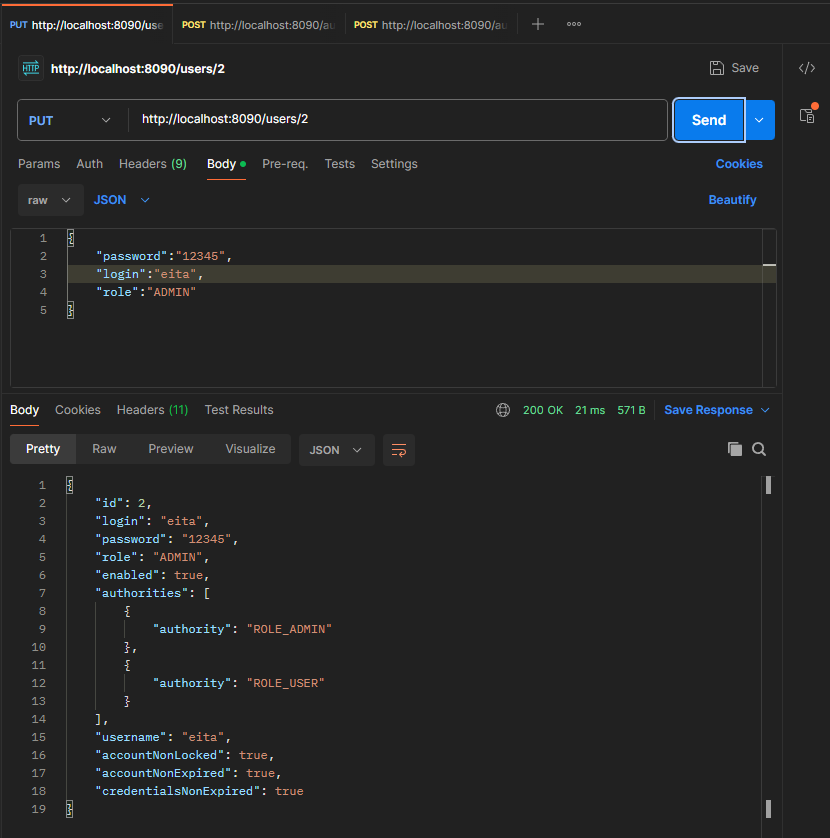 PUT http://localhost:8090/use POST http://localhost:8090/au POST http://localhost:8090/au
HTTP http://localhost:8090/users/2 Save
PUT http://localhost:8090/users/2 Send
Params Auth Headers (9) Body Pre-req. Tests Settings Cookies
raw JSON Beautify
1 {
2 "password":"12345",
3 "login":"eita",
4 "role":"ADMIN"
5 }
Body Cookies Headers (11) Test Results 200 OK 21 ms 571 B Save Response
Pretty Raw Preview Visualize JSON
1 {
2 "id": 2,
3 "login": "eita",
4 "password": "12345",
5 "role": "ADMIN",
6 "enabled": true,
7 "authorities": [
8 {
9 "authority": "ROLE_ADMIN"
10 },
11 {
12 "authority": "ROLE_USER"
13 }
14 ],
15 "username": "eita",
16 "accountNonLocked": true,
17 "accountNonExpired": true,
18 "credentialsNonExpired": true
19 }